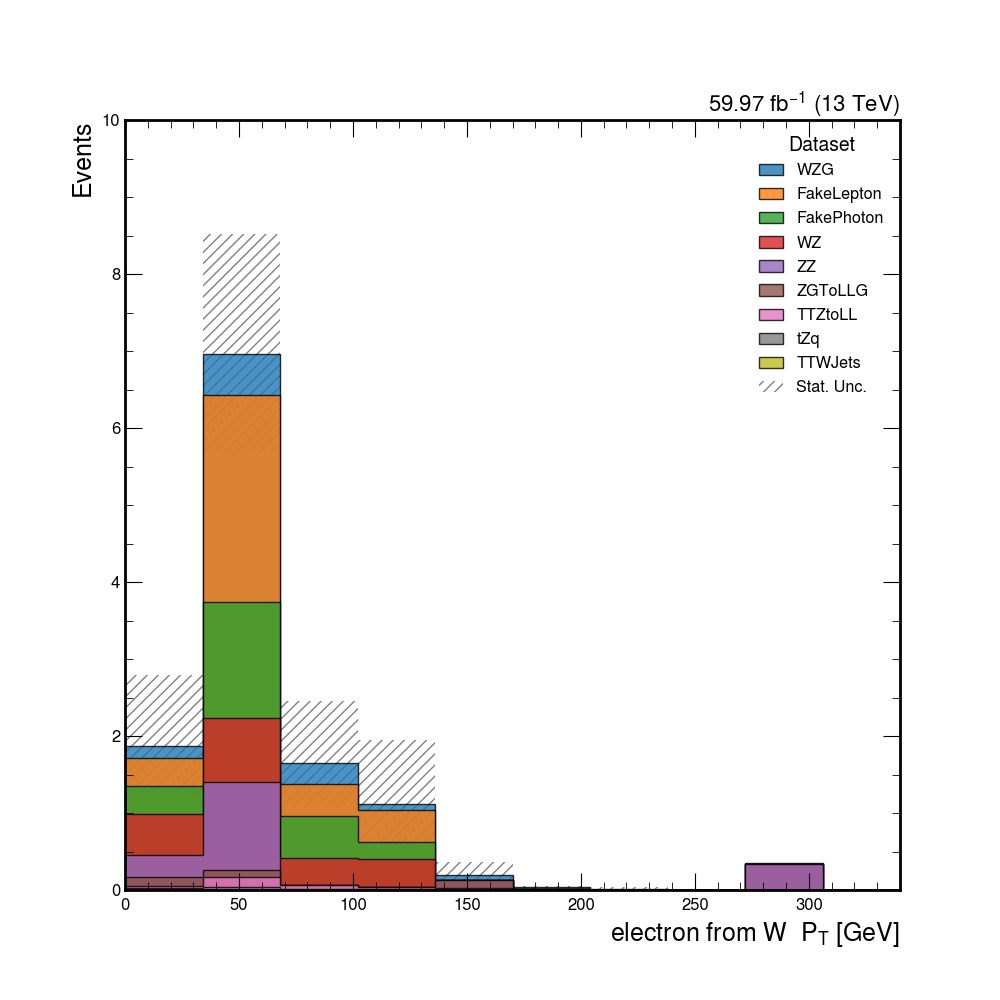 59.97 fb⁻¹ (13 TeV)
Events
10
8
6
4
2
0
Dataset
WZG
FakeLepton
FakePhoton
WZ
ZZ
ZGToLLG
TTZtoLL
tZq
TTWJets
Stat. Unc.
0 50 100 150 200 250 300
electron from W P_T [GeV]